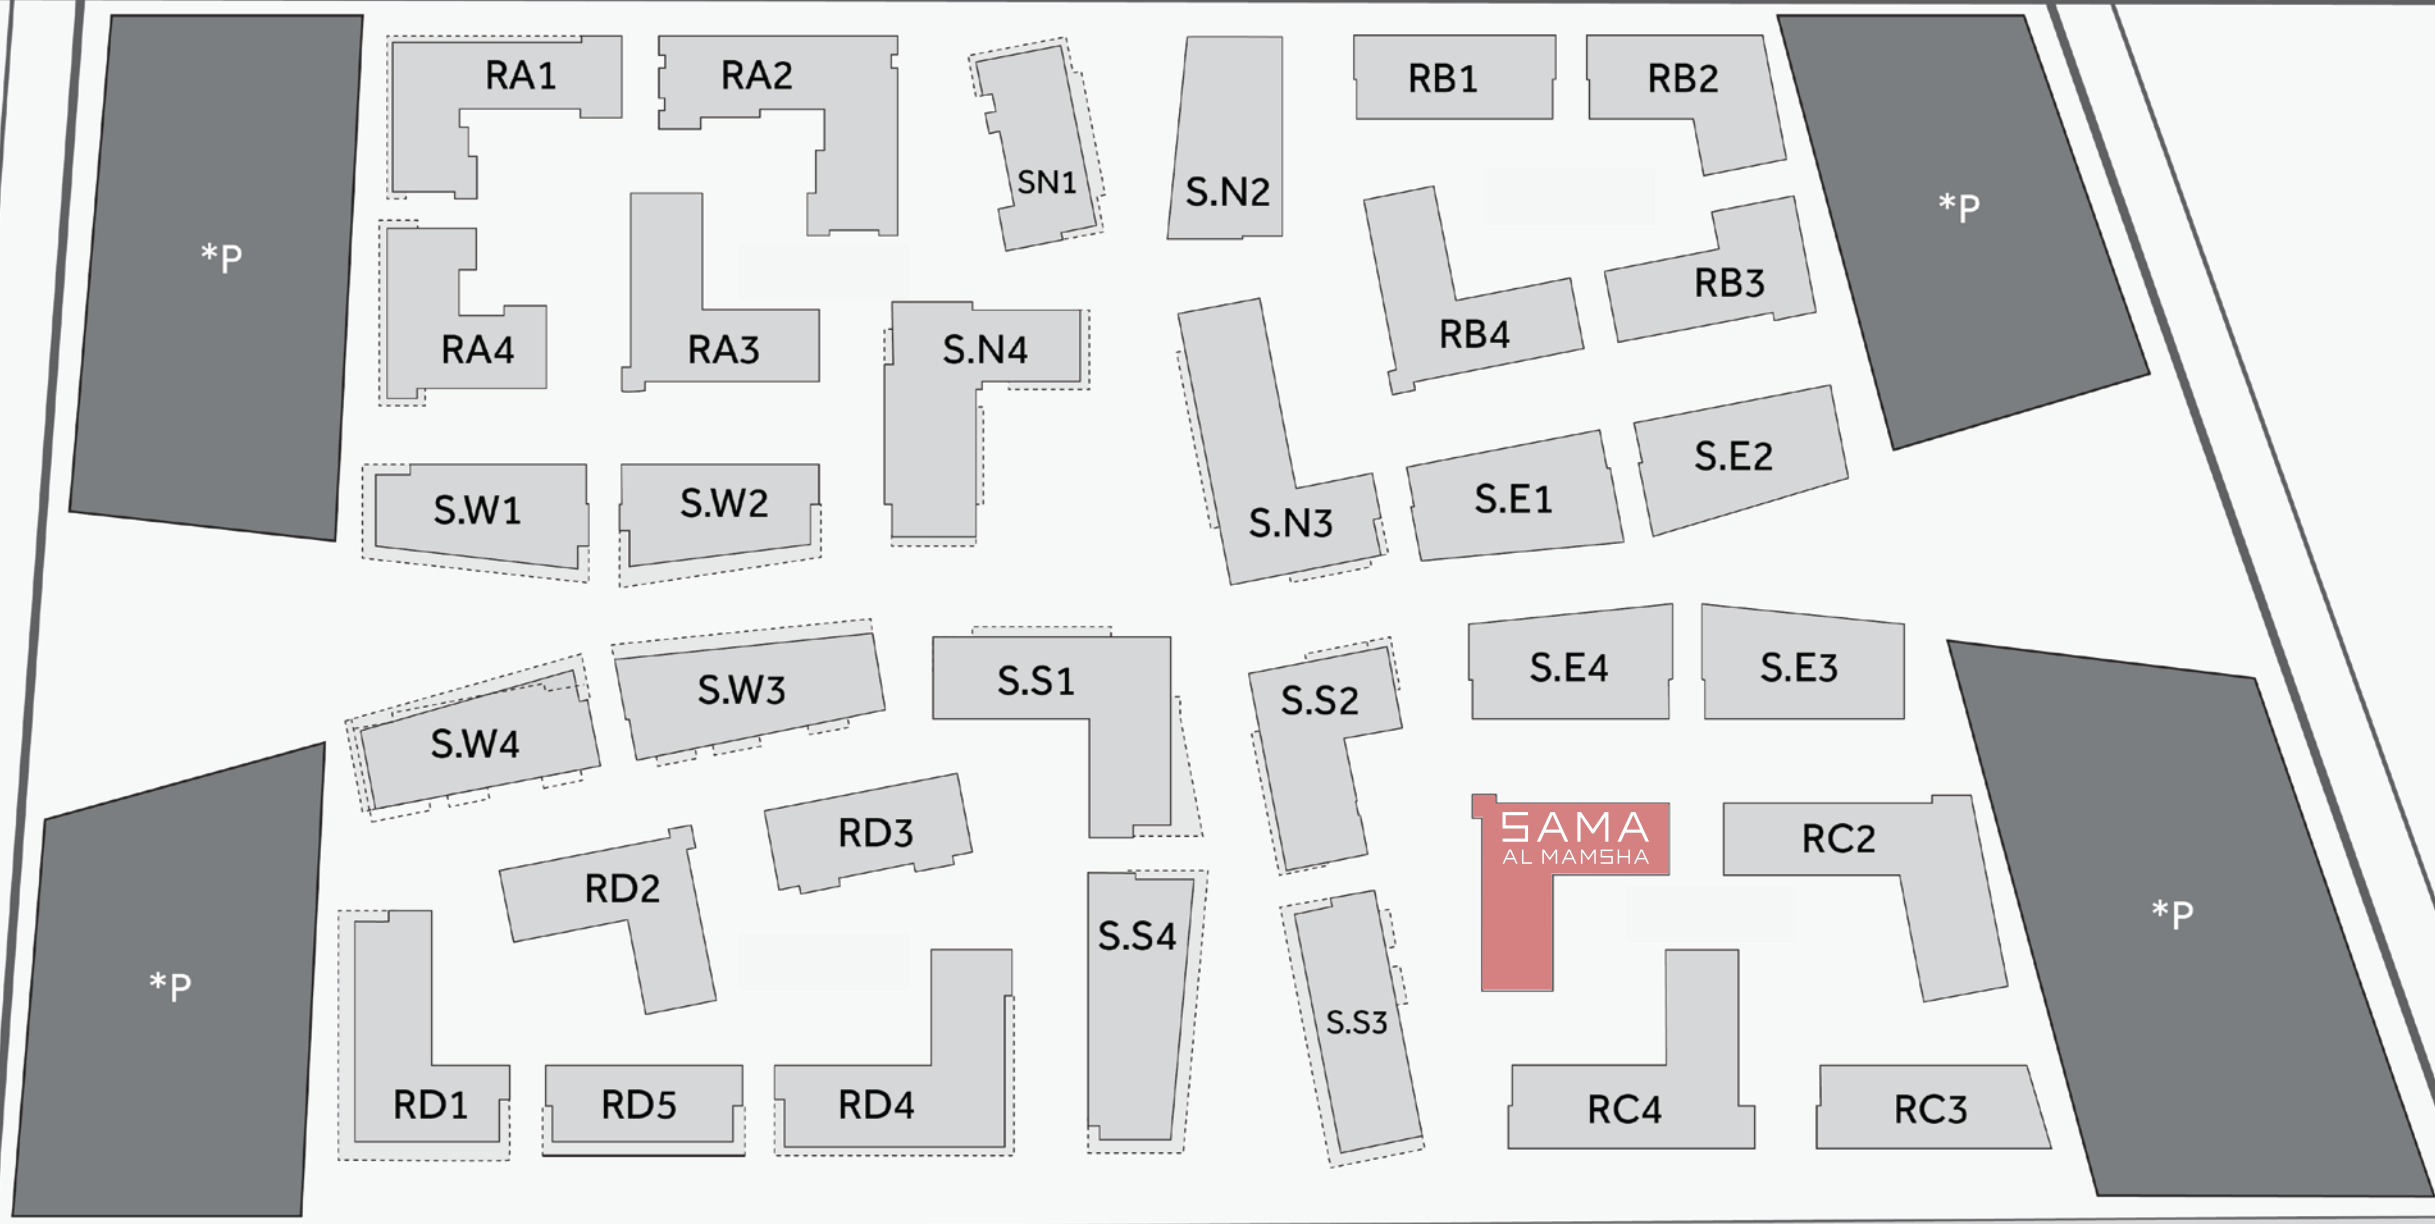 RA1
RA2
SN1
S.N2
RB1
RB2
*P
*P
RA4
RA3
S.N4
RB4
RB3
S.W1
S.W2
S.N3
S.E1
S.E2
S.W4
S.W3
S.S1
S.S2
S.E4
S.E3
RD2
RD3
SAMA
AL MAMSHA
RC2
*P
*P
S.S4
S.S3
RD1
RD5
RD4
RC4
RC3